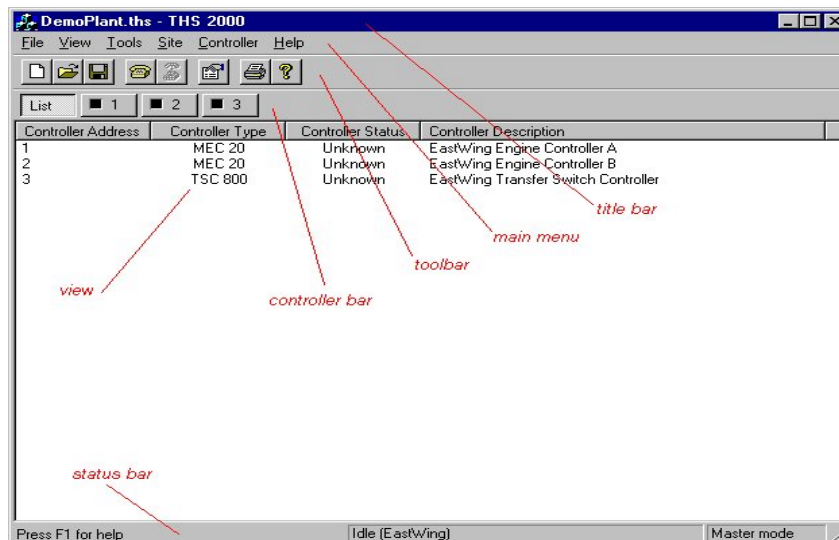 DemoPlant.ths - THS 2000
File View Tools Site Controller Help
List 1 2 3
Controller Address Controller Type Controller Status Controller Description
1 MEC 20 Unknown EastWing Engine Controller A
2 MEC 20 Unknown EastWing Engine Controller B
3 TSC 800 Unknown EastWing Transfer Switch Controller
title bar
main menu
toolbar
view
controller bar
status bar
Press F1 for help Idle (EastWing) Master mode